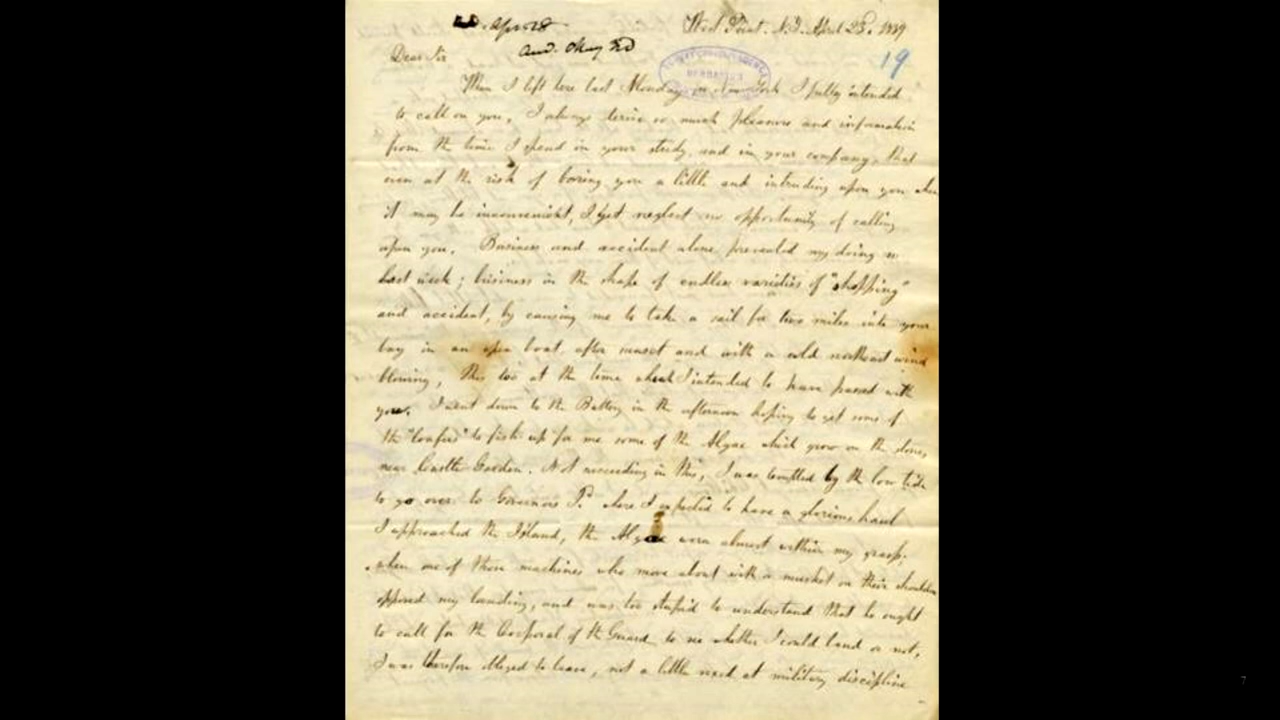 West Point. N.Y. April 23. 1839
Apr. 28
And. May 2d
19
Dear Sir
When I left here last Monday for New York I fully intended
to call on you. I always derive so much pleasure and information
from the time I spend in your study, and in your company, that
even at the risk of boring you a little and intruding upon you when
it may be inconvenient, I yet neglect no opportunity of calling
upon you. Business and accident alone prevented my doing so
last week; business in the shape of endless varieties of "shopping"
and accident, by causing me to take a sail for two miles into your
bay in an open boat, after sunset and with a cold northeast wind
blowing, this too at the time which I intended to have passed with
you. I went down to the Battery in the afternoon hoping to get some of
the "loafers" to fish up for me some of the Algae which grow on the stones
near Castle Garden. Not succeeding in this, I was tempted by the low tide
to go over to Governors I.d where I expected to have a glorious haul
I approached the Island, the Algae were almost within my grasp,
when one of those machines who move about with a musket on their shoulders
opposed my landing, and was too stupid to understand that he ought
to call for the Corporal of the Guard to see whether I could land or not,
I was therefore obliged to leave, not a little vexed at military discipline
7